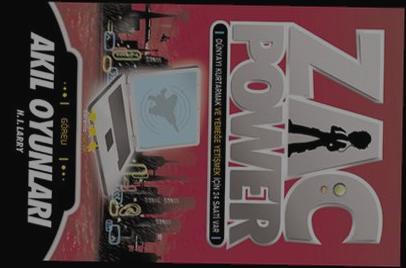 ZAC
POWER
DÜNYAYI KURTARMAK VE YEMEĞE YETİŞMEK İÇİN 24 SAATİ VAR
GÖREV
AKIL OYUNLARI
H. I. LARRY